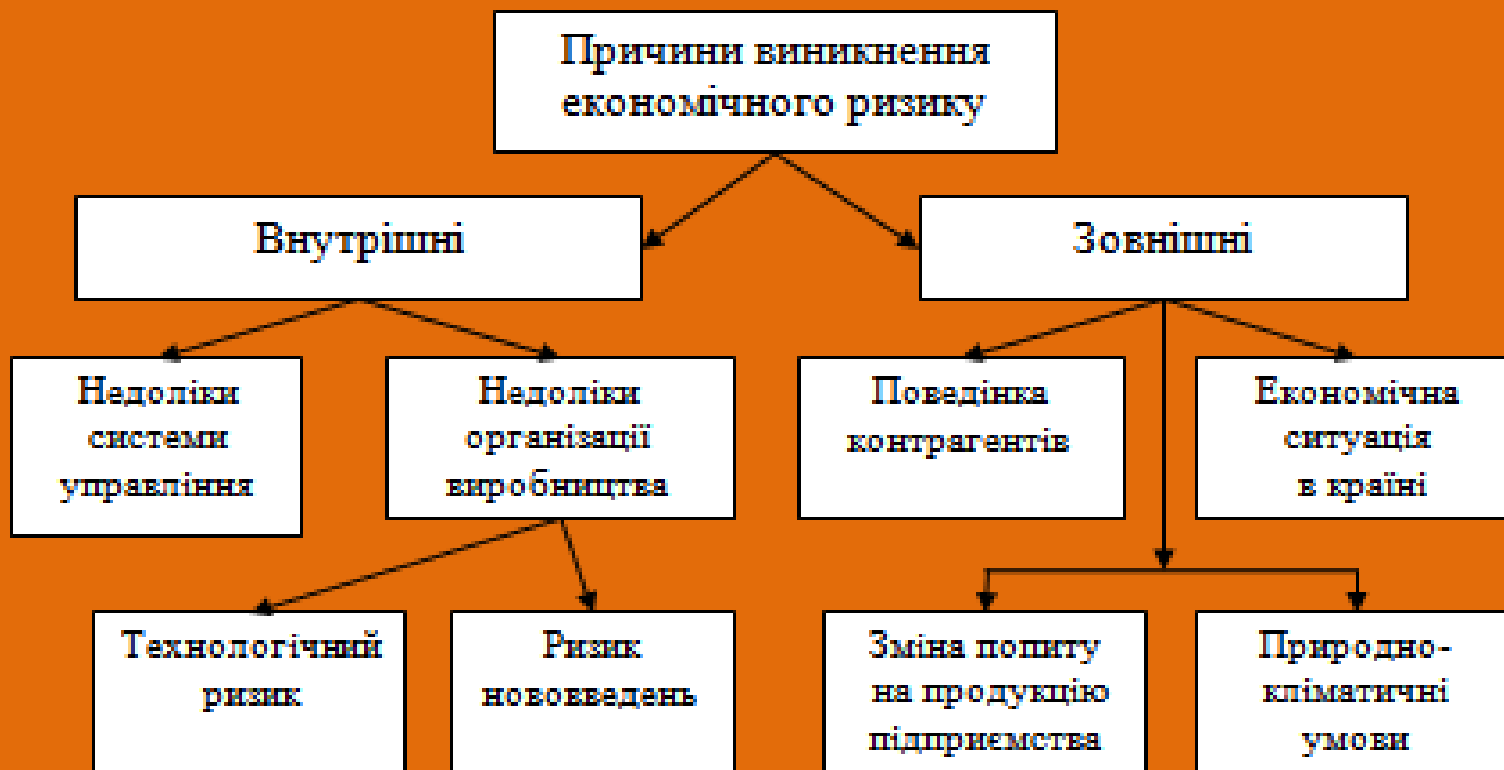 Причини виникнення
економічного ризику
Внутрішні
Зовнішні
Недоліки
системи
управління
Недоліки
організації
виробництва
Поведінка
контрагентів
Економічна
ситуація
в країні
Технологічний
ризик
Ризик
нововведень
Зміна попиту
на продукцію
підприємства
Природно-
кліматичні
умови